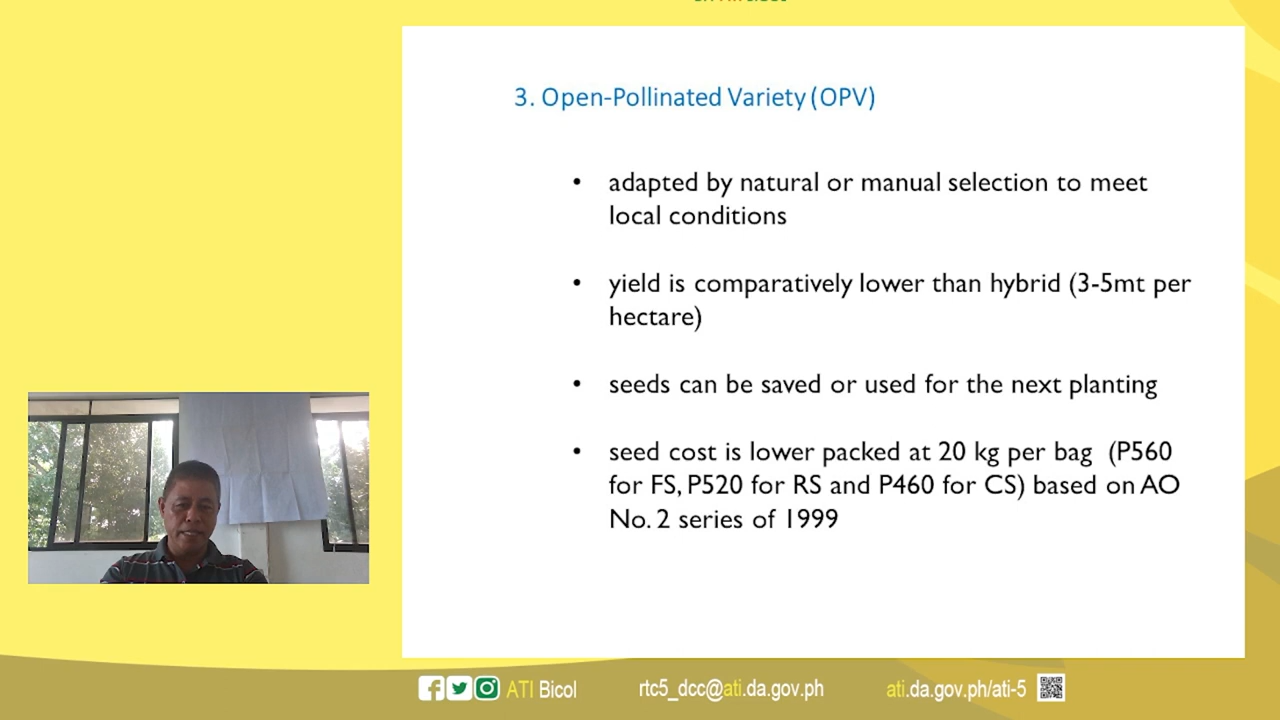 3. Open-Pollinated Variety (OPV)
• adapted by natural or manual selection to meet
local conditions
• yield is comparatively lower than hybrid (3-5mt per
hectare)
• seeds can be saved or used for the next planting
• seed cost is lower packed at 20 kg per bag (P560
for FS, P520 for RS and P460 for CS) based on AO
No. 2 series of 1999
ATI Bicol
rtc5_dcc@ati.da.gov.ph
ati.da.gov.ph/ati-5